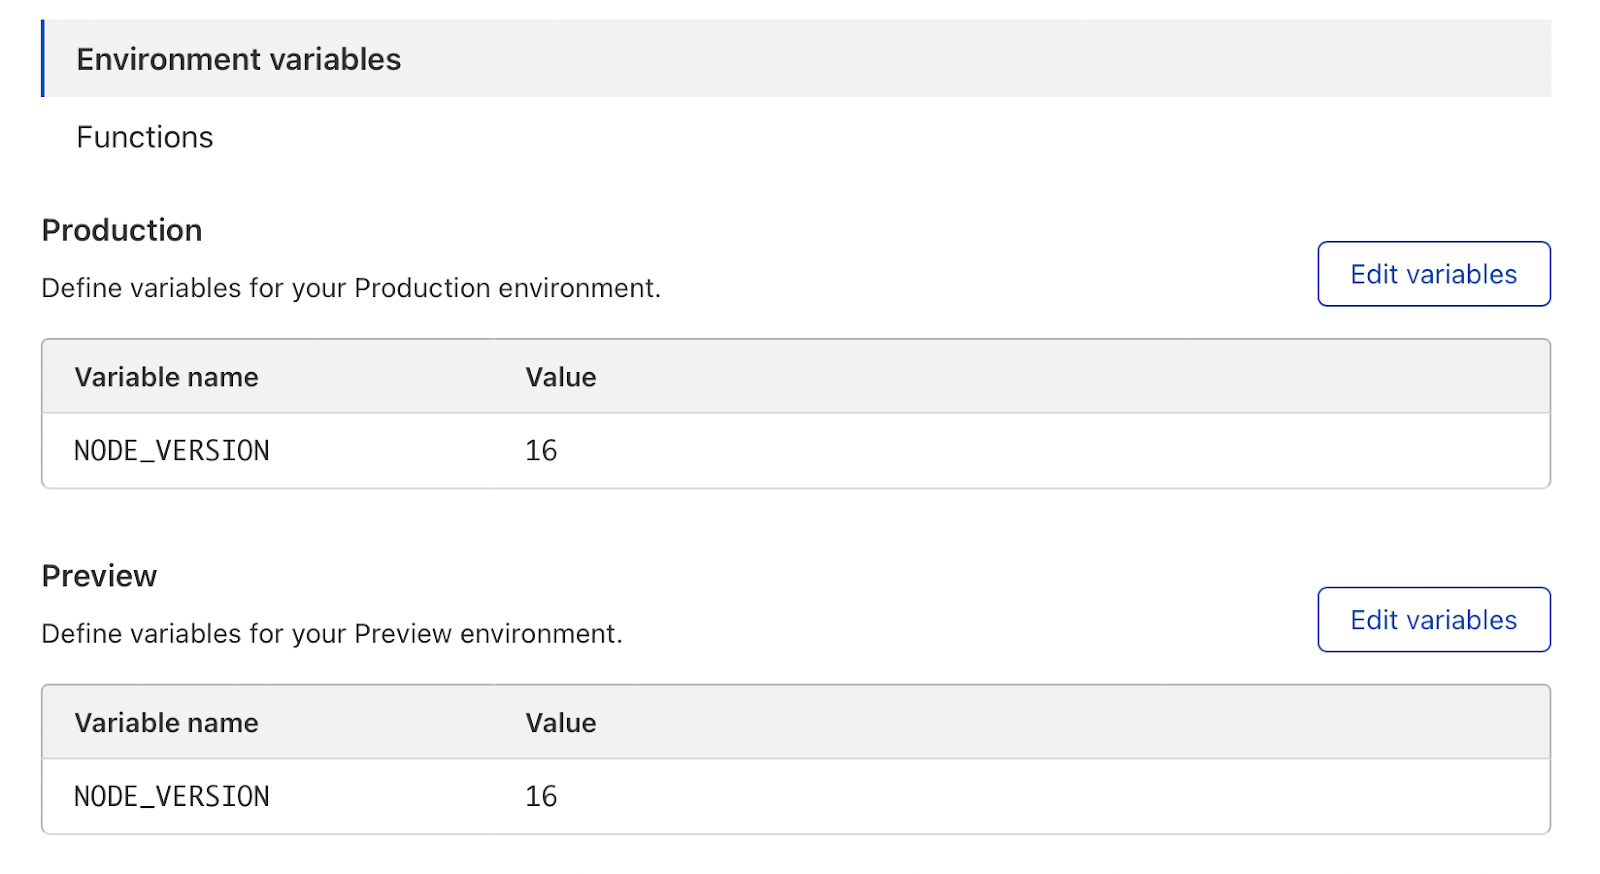 Environment variables
Functions
Production
Define variables for your Production environment.
Edit variables
Variable name Value
NODE_VERSION 16
Preview
Define variables for your Preview environment.
Edit variables
Variable name Value
NODE_VERSION 16